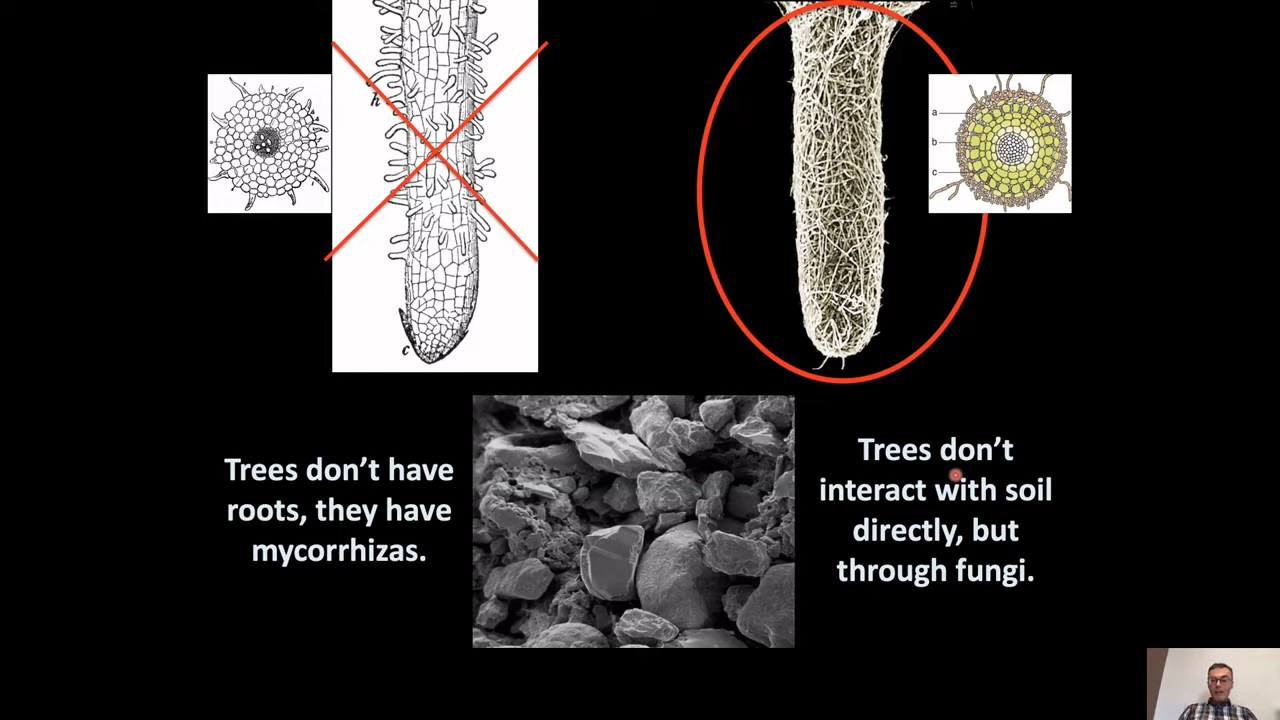 h
a
b
c
c
Trees don’t have
roots, they have
mycorrhizas.
Trees don’t
interact with soil
directly, but
through fungi.